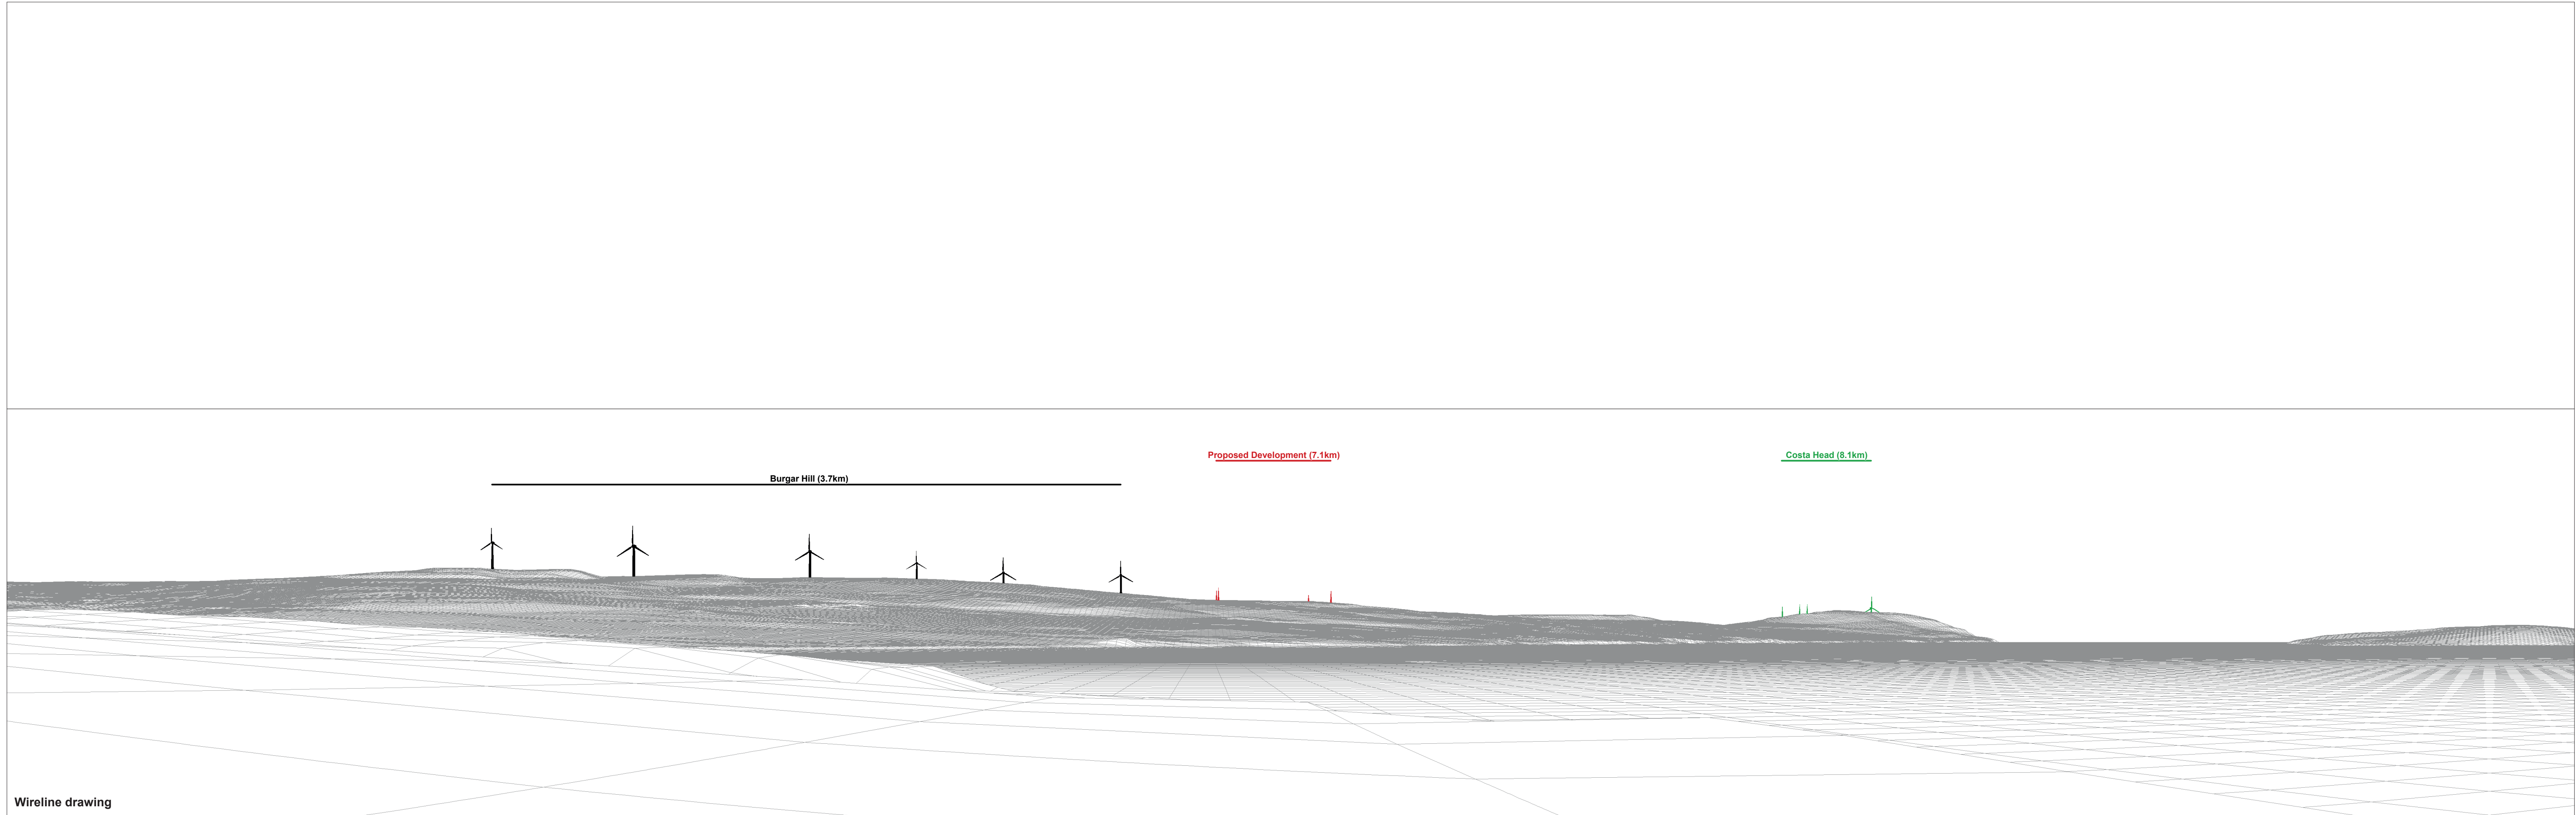 Proposed Development (7.1km)
Costa Head (8.1km)
Burgar Hill (3.7km)
Wireline drawing